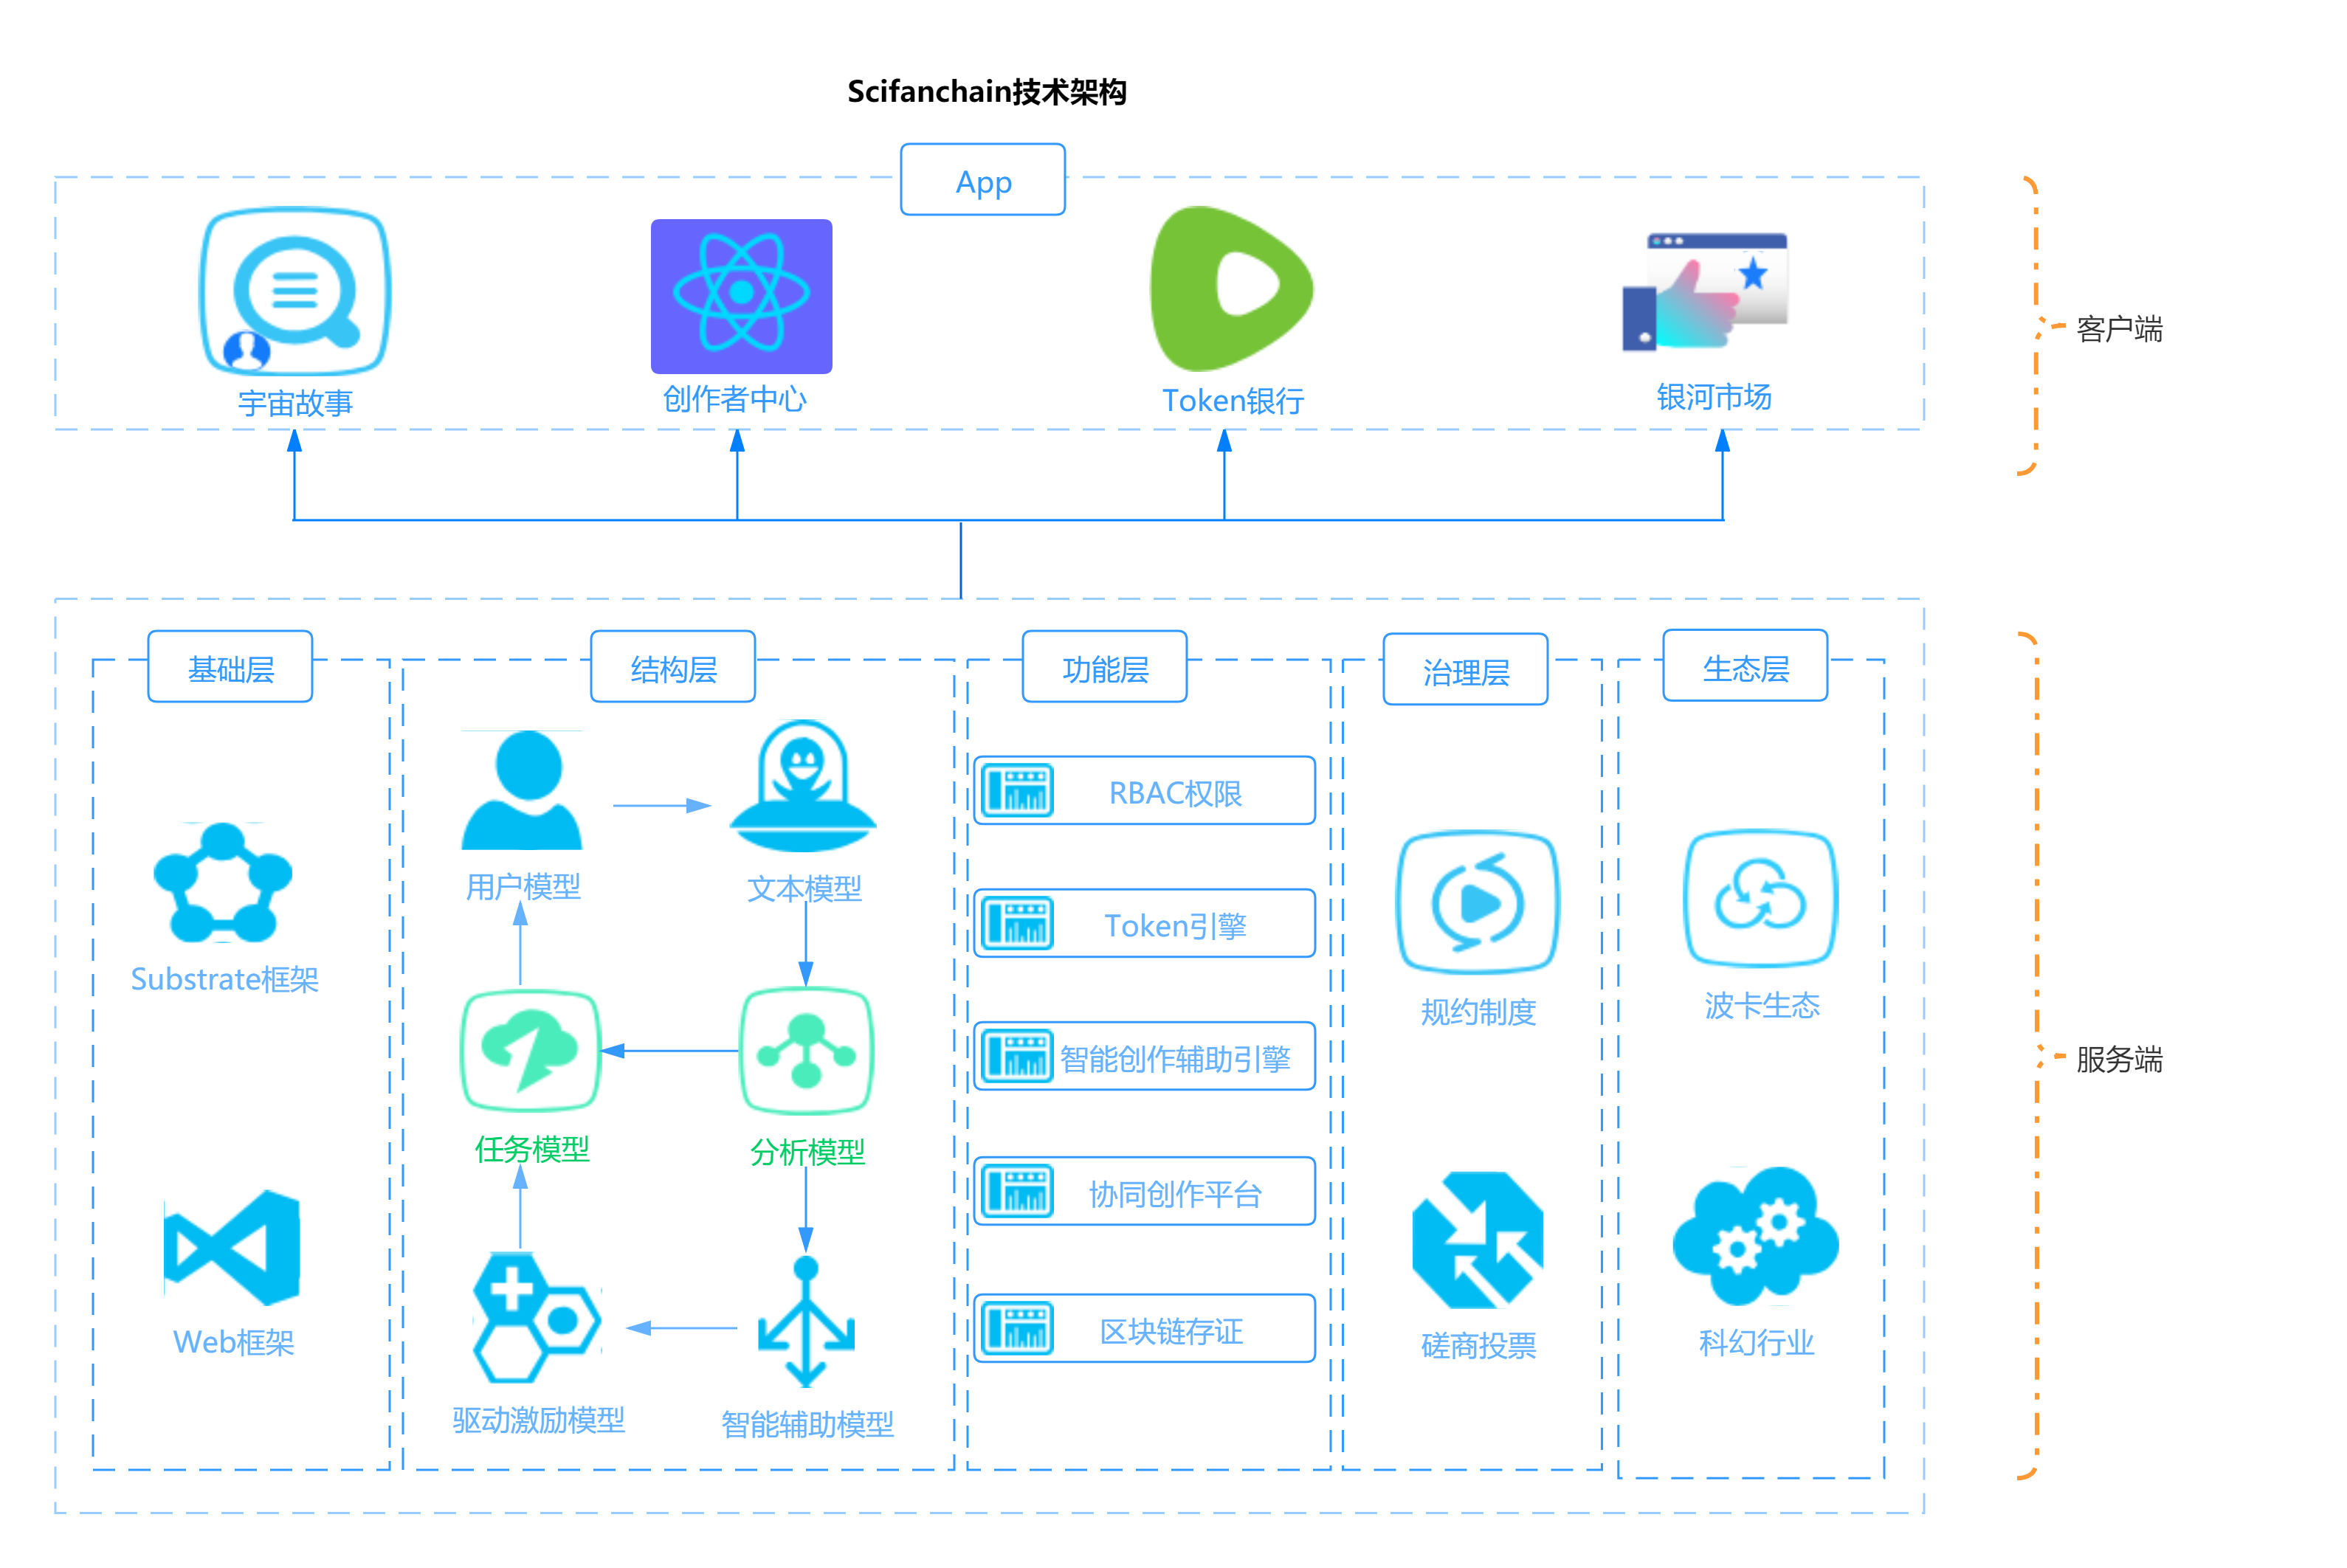 Scifanchain技术架构
App
宇宙故事
创作者中心
Token银行
银河市场
客户端
基础层
结构层
功能层
治理层
生态层
Substrate框架
Web框架
用户模型
文本模型
任务模型
分析模型
驱动激励模型
智能辅助模型
RBAC权限
Token引擎
智能创作辅助引擎
协同创作平台
区块链存证
规约制度
磋商投票
波卡生态
科幻行业
服务端